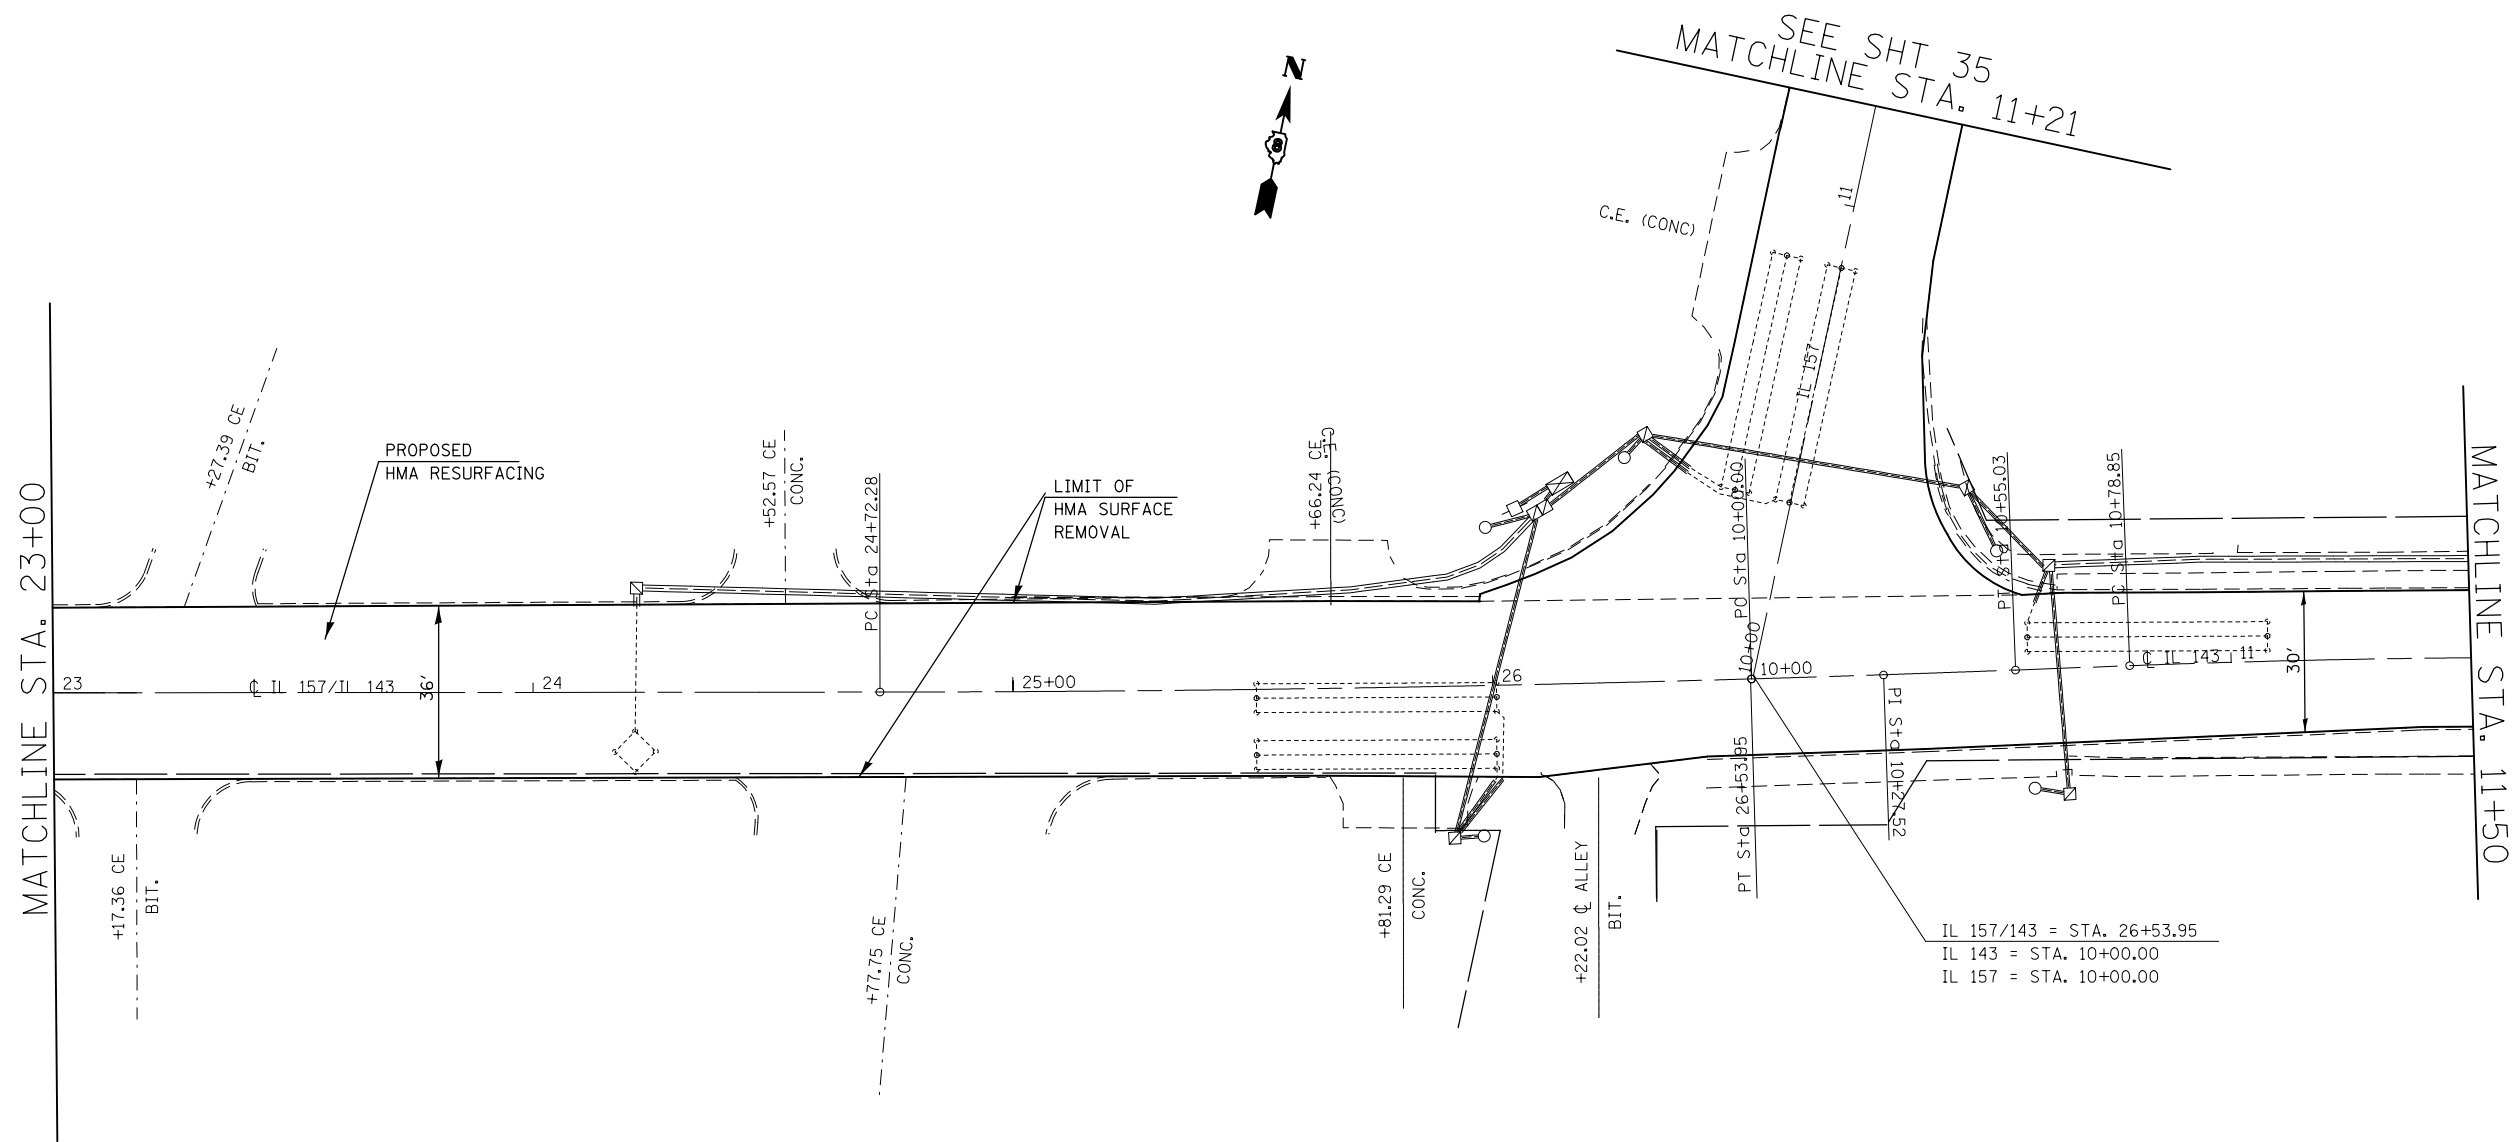 SEE SHT 35
MATCHLINE STA. 11+21
N
8
11
C.E. (CONC)
IL 157
+27.39 CE
BIT.
PROPOSED
HMA RESURFACING
+52.57 CE
CONC.
PC Sta 24+72.28
LIMIT OF
HMA SURFACE
REMOVAL
+66.24 CE
C.E. (CONC)
PO Sta 10+00.00
PT Sta 10+55.03
PC Sta 10+78.85
MATCHLINE STA. 23+00
MATCHLINE STA. 11+50
23
℄ IL 157/IL 143
36'
24
25+00
26
10+00
10+00
℄ IL 143
11
30'
PI Sta 10+27.52
PT Sta 26+53.95
+17.36 CE
BIT.
+77.75 CE
CONC.
+81.29 CE
CONC.
+22.02 ℄ ALLEY
BIT.
IL 157/143 = STA. 26+53.95
IL 143 = STA. 10+00.00
IL 157 = STA. 10+00.00